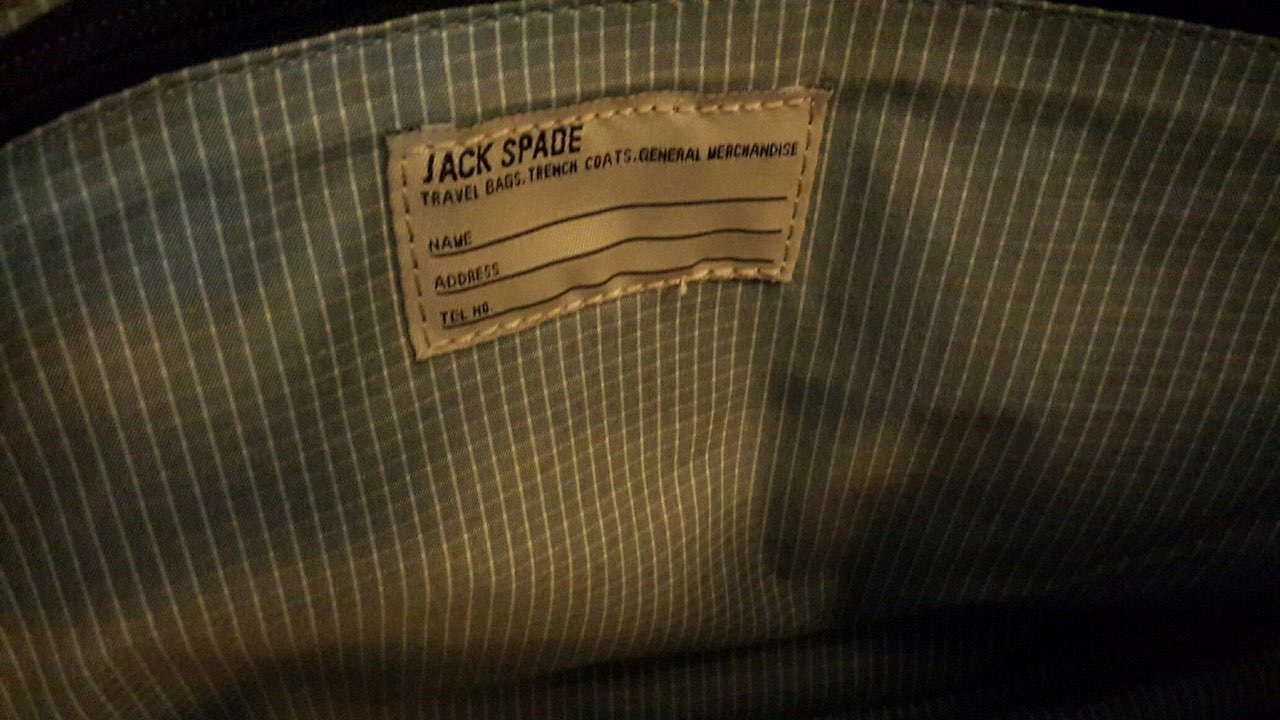 JACK SPADE
TRAVEL BAGS.TRENCH COATS.GENERAL MERCHANDISE
NAME
ADDRESS
TEL NO.